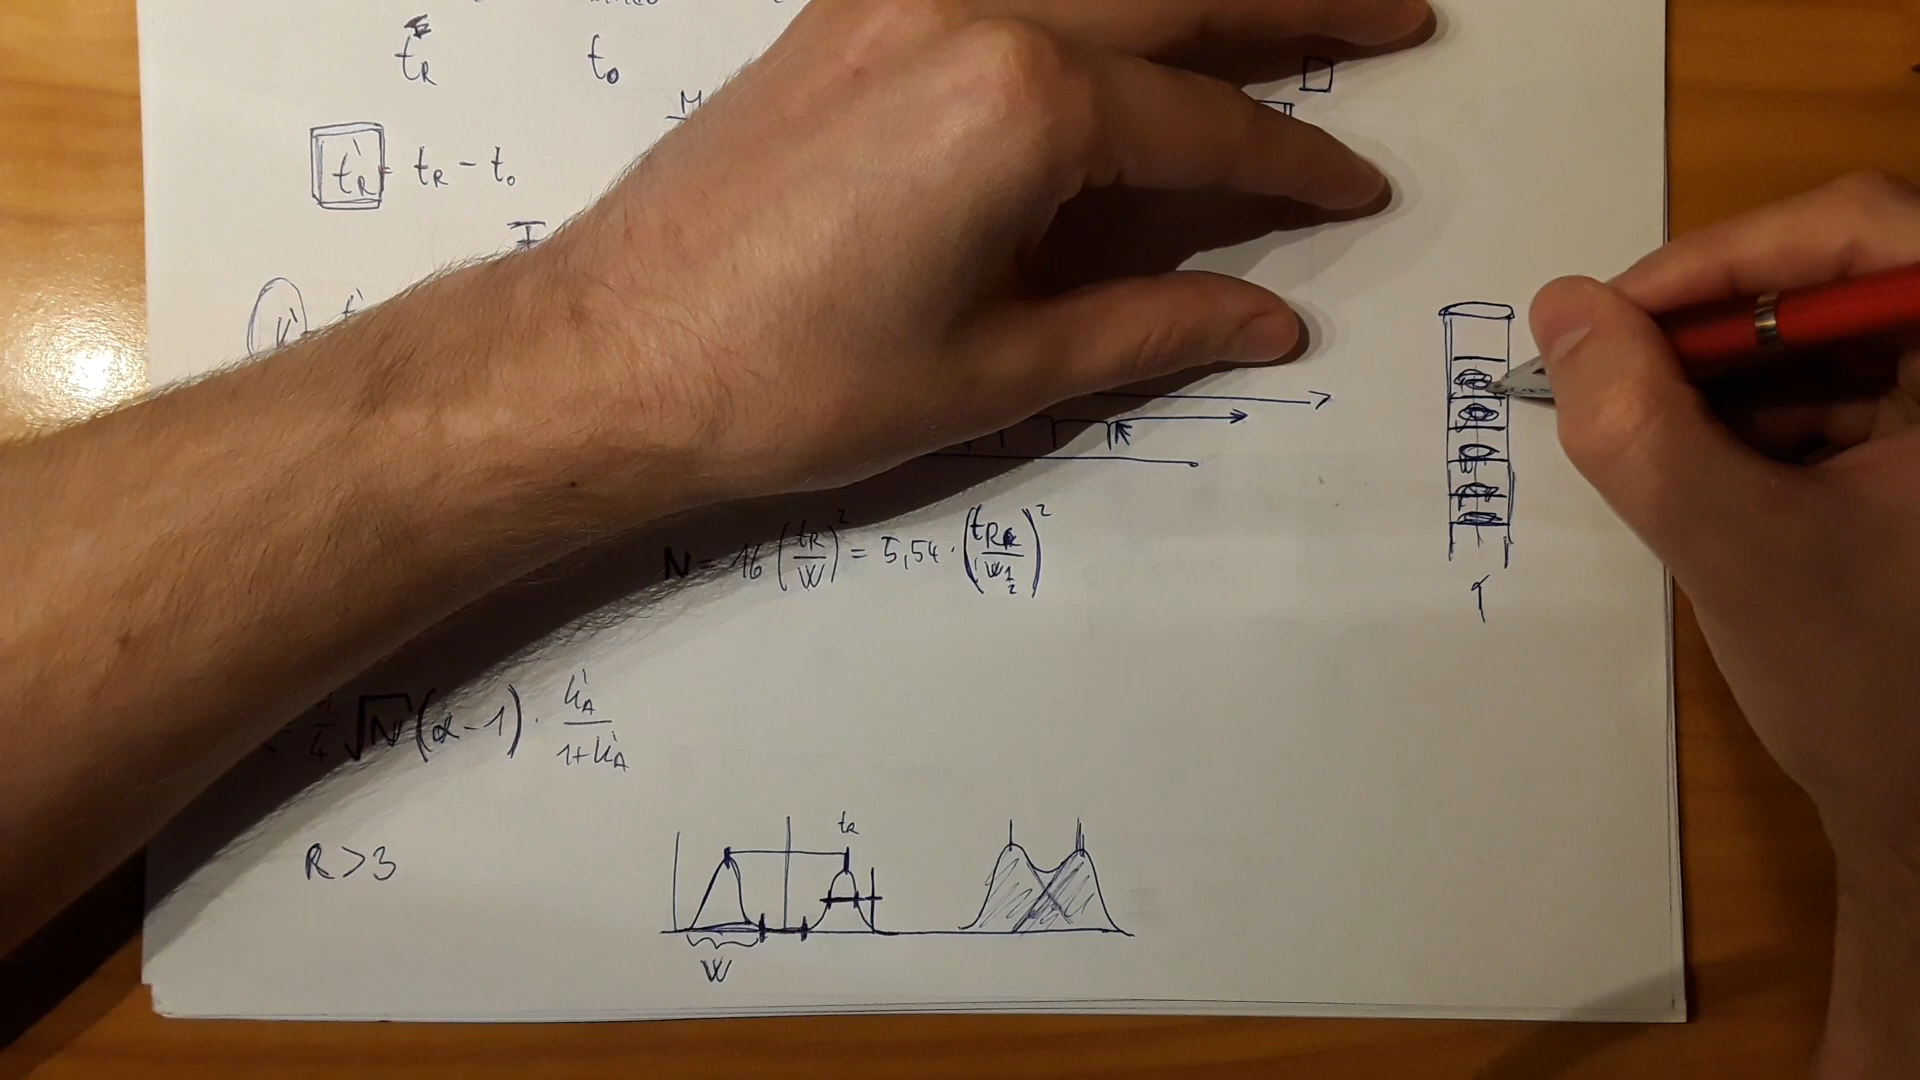 t_R t_0
M
t'_R = t_R - t_0
k'
N = 16 (t_R / W)² = 5,54 · (t_R / W_1/2)²
1/4 √N (α - 1) · k'_A / 1+k'_A
R > 3
t_R
W